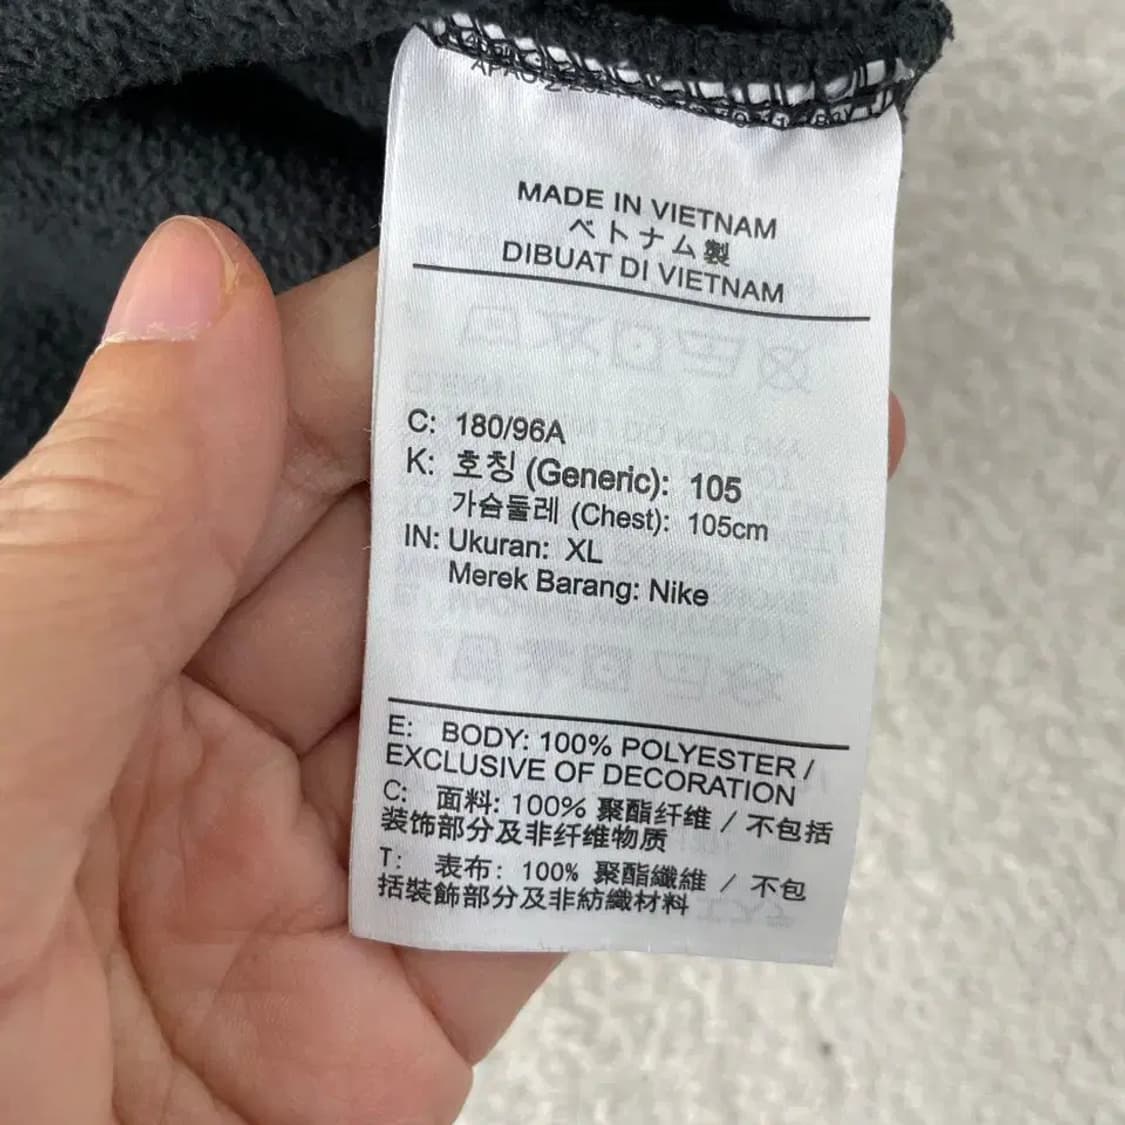 MADE IN VIETNAM
ベトナム製
DIBUAT DI VIETNAM
C: 180/96A
K: 호칭 (Generic): 105
가슴둘레 (Chest): 105cm
IN: Ukuran: XL
Merek Barang: Nike
E: BODY: 100% POLYESTER /
EXCLUSIVE OF DECORATION
C: 面料: 100% 聚酯纤维 / 不包括
装饰部分及非纤维物质
T: 表布: 100% 聚酯纖維 / 不包
括裝飾部分及非紡織材料